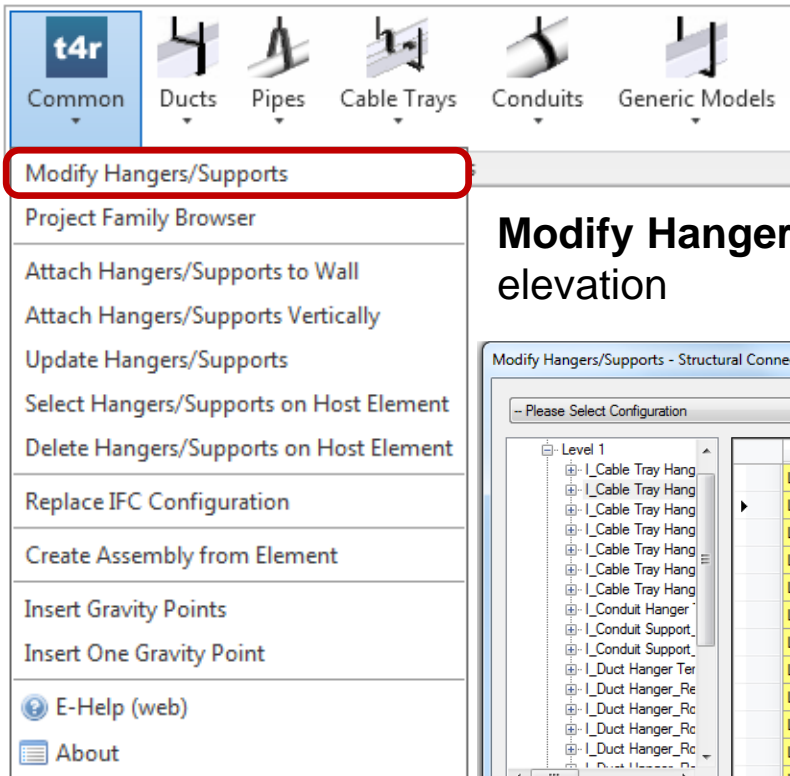 t4r
Common Ducts Pipes Cable Trays Conduits Generic Models
Modify Hangers/Supports
Project Family Browser
Attach Hangers/Supports to Wall
Attach Hangers/Supports Vertically
Update Hangers/Supports
Select Hangers/Supports on Host Element
Delete Hangers/Supports on Host Element
Replace IFC Configuration
Create Assembly from Element
Insert Gravity Points
Insert One Gravity Point
E-Help (web)
About
Modify Hanger
elevation
Modify Hangers/Supports - Structural Conne
-- Please Select Configuration
Level 1
I_Cable Tray Hang
I_Cable Tray Hang
I_Cable Tray Hang
I_Cable Tray Hang
I_Cable Tray Hang
I_Cable Tray Hang
I_Cable Tray Hang
I_Conduit Hanger
I_Conduit Support_
I_Conduit Support_
I_Duct Hanger Ter
I_Duct Hanger_Re
I_Duct Hanger_Ro
I_Duct Hanger_Ro
I_Duct Hanger_Ro